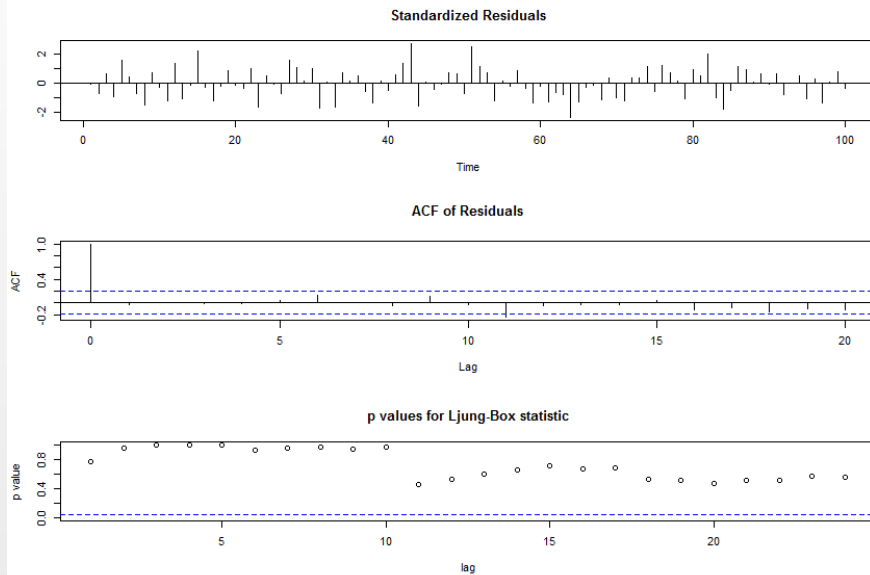 Standardized Residuals
2
0
-2
0 20 40 60 80 100
Time
ACF of Residuals
ACF
1.0
0.4
-0.2
0 5 10 15 20
Lag
p values for Ljung-Box statistic
p value
0.8
0.4
0.0
5 10 15 20
lag